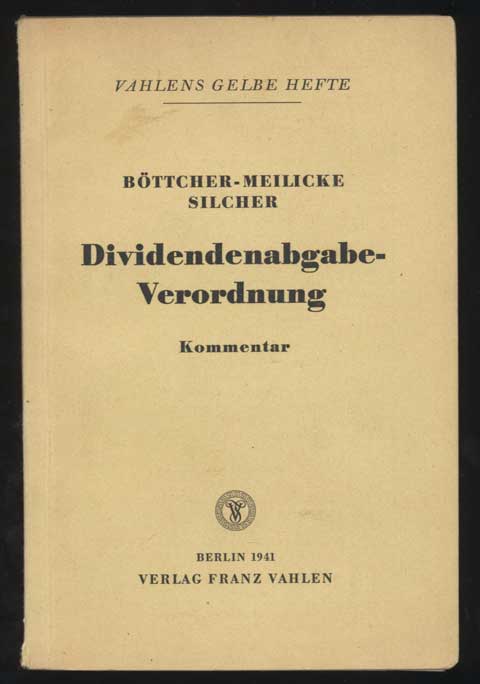 VAHLENS GELBE HEFTE
BÖTTCHER-MEILICKE
SILCHER
Dividendenabgabe-
Verordnung
Kommentar
BERLIN 1941
VERLAG FRANZ VAHLEN